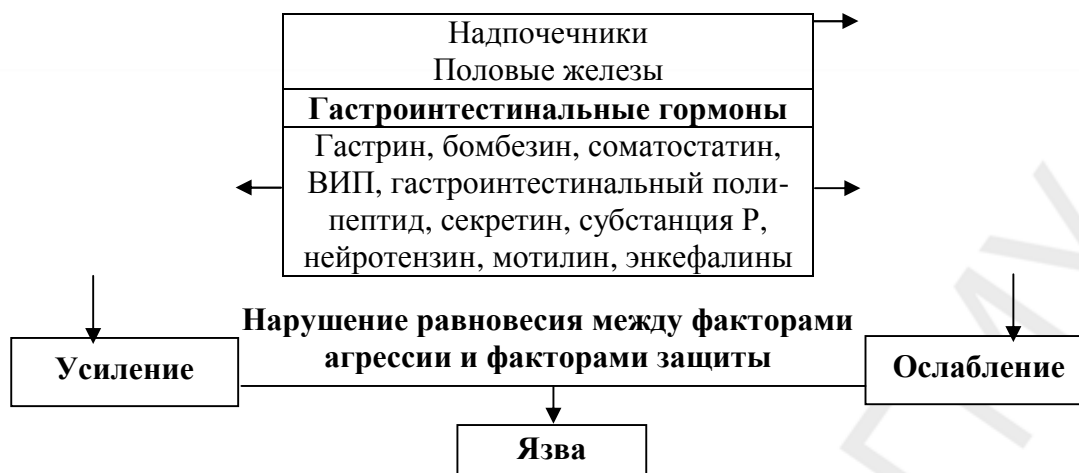 Надпочечники
Половые железы
Гастроинтестинальные гормоны
Гастрин, бомбезин, соматостатин,
ВИП, гастроинтестинальный поли-
пептид, секретин, субстанция Р,
нейротензин, мотилин, энкефалины
Нарушение равновесия между факторами
агрессии и факторами защиты
Усиление
Ослабление
Язва
ГМУ